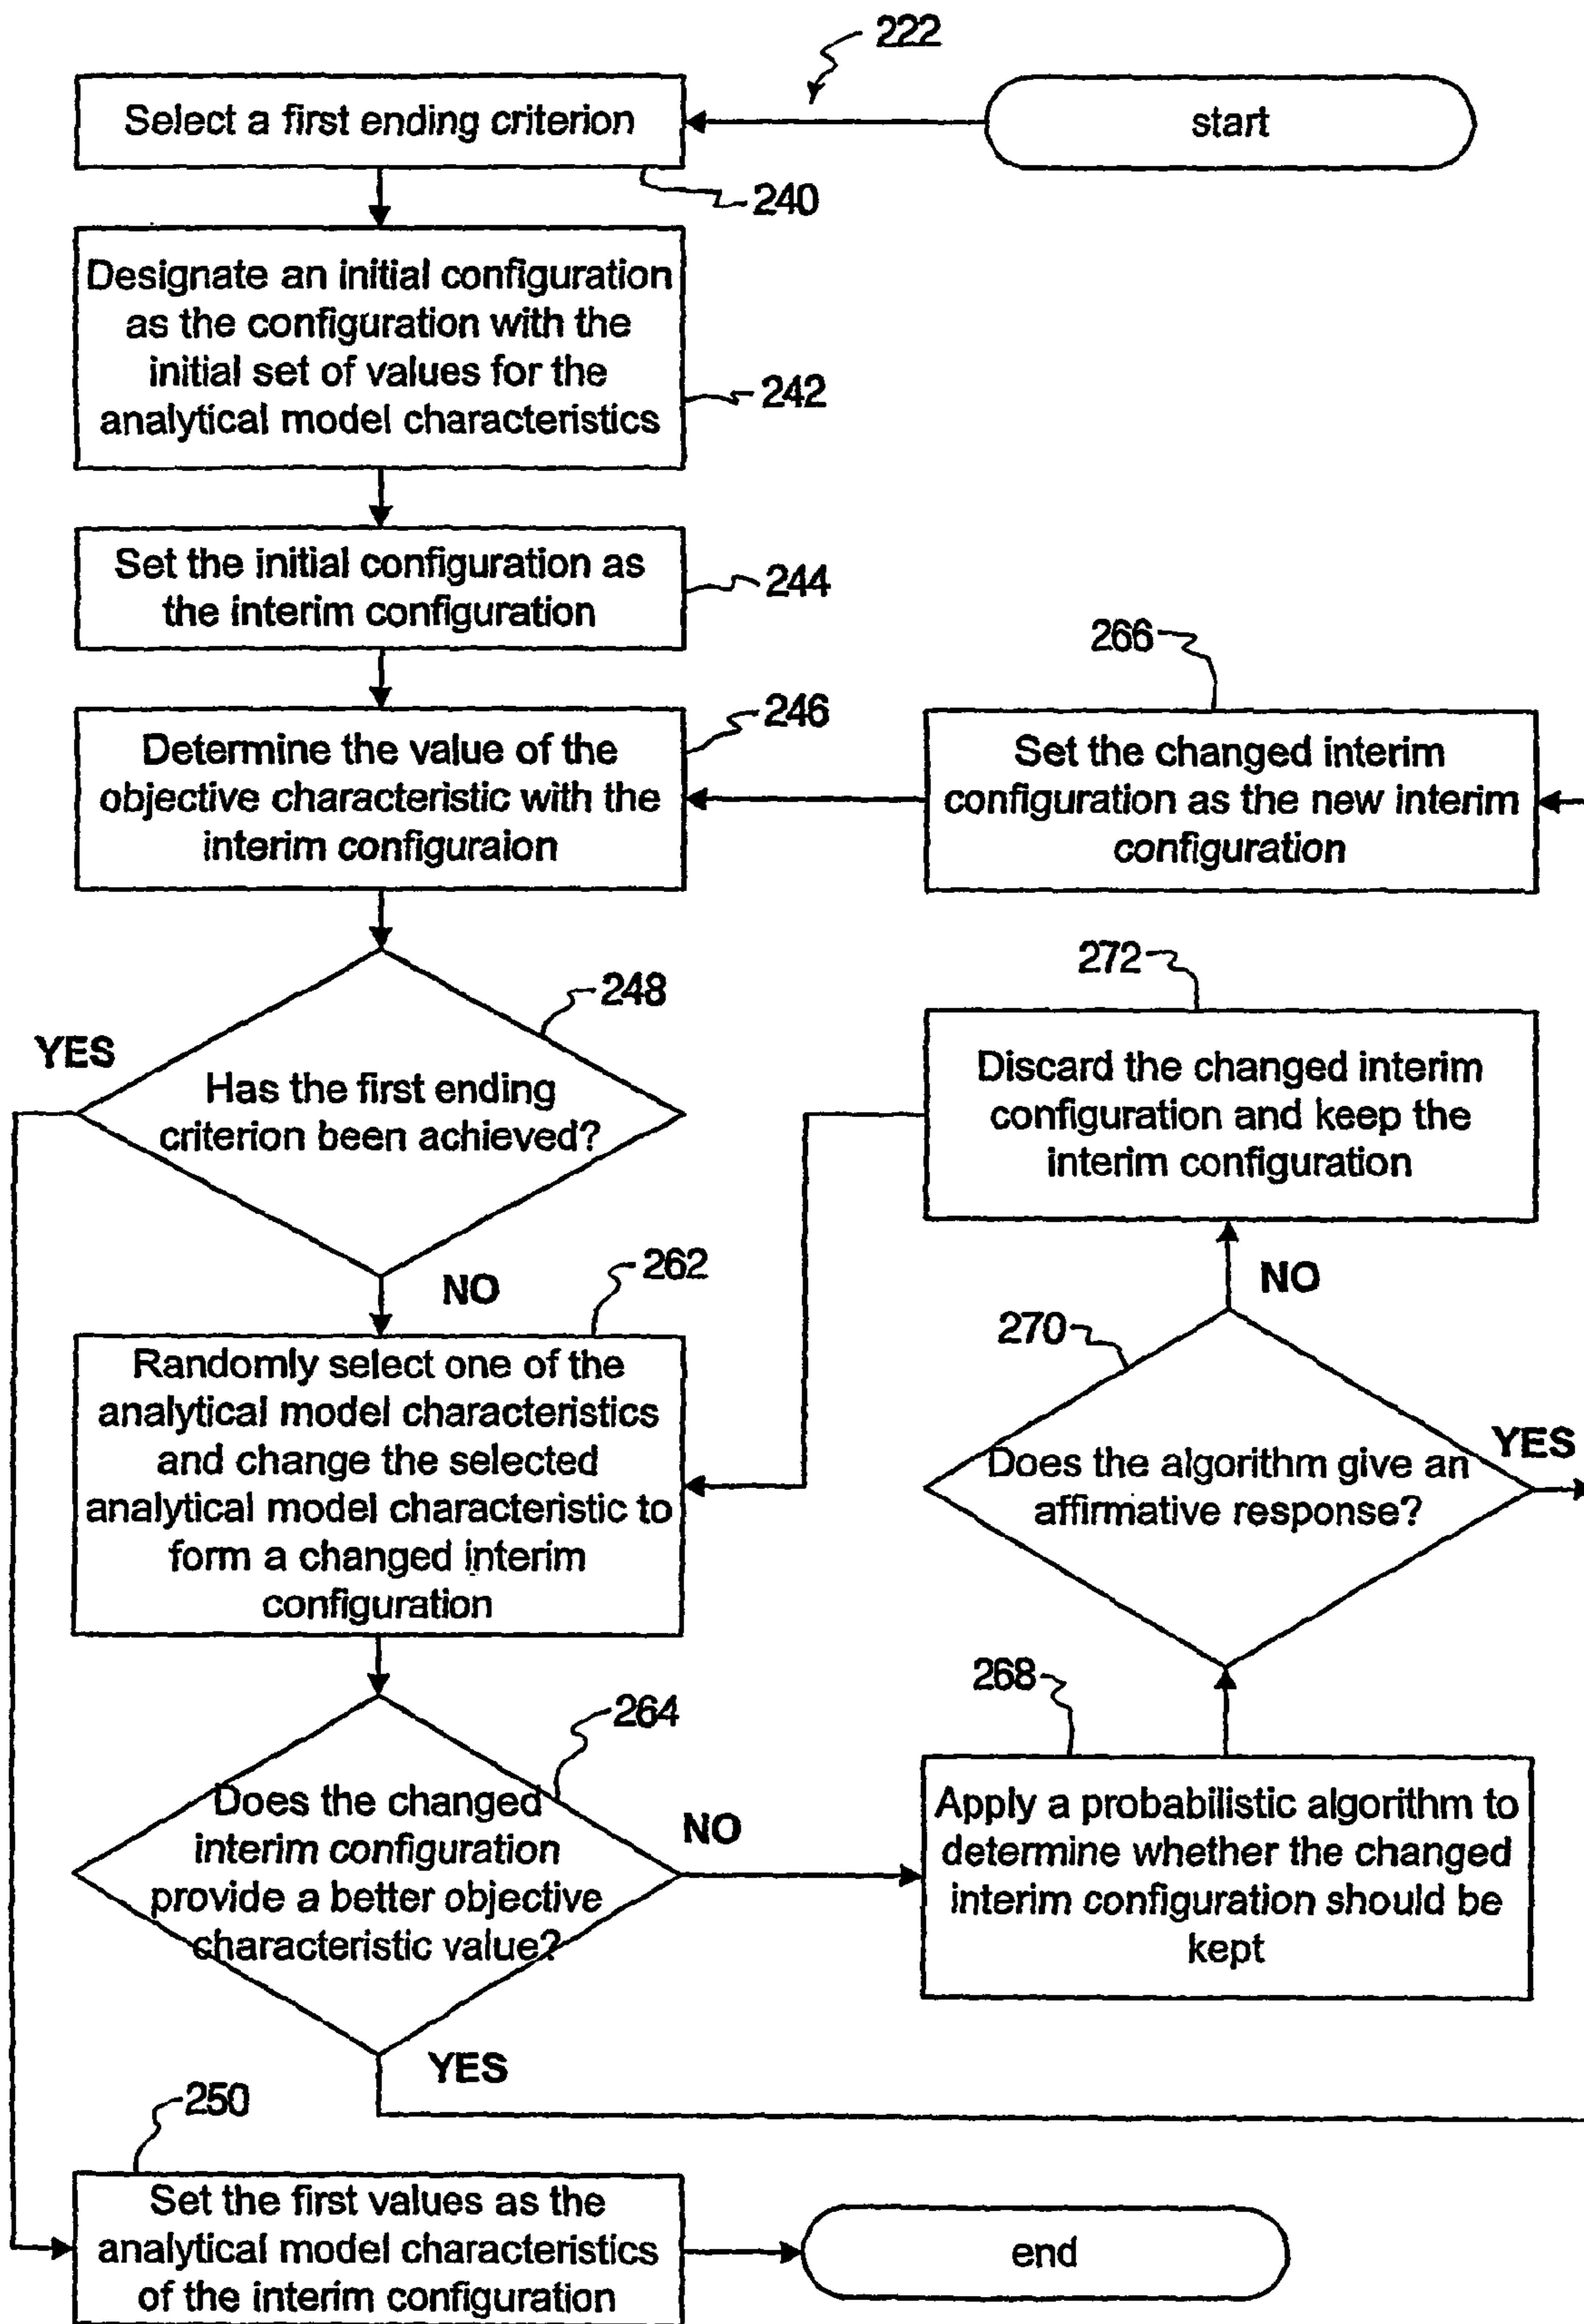 222
start
Select a first ending criterion
240
Designate an initial configuration
as the configuration with the
initial set of values for the
analytical model characteristics
242
Set the initial configuration as
the interim configuration
244
266
Determine the value of the
objective characteristic with the
interim configuraion
246
Set the changed interim
configuration as the new interim
configuration
248
YES
Has the first ending
criterion been achieved?
NO
272
Discard the changed interim
configuration and keep the
interim configuration
NO
262
Randomly select one of the
analytical model characteristics
and change the selected
analytical model characteristic to
form a changed interim
configuration
270
Does the algorithm give an
affirmative response?
YES
264
Does the changed
interim configuration
provide a better objective
characteristic value?
NO
YES
268
Apply a probabilistic algorithm to
determine whether the changed
interim configuration should be
kept
250
Set the first values as the
analytical model characteristics
of the interim configuration
end